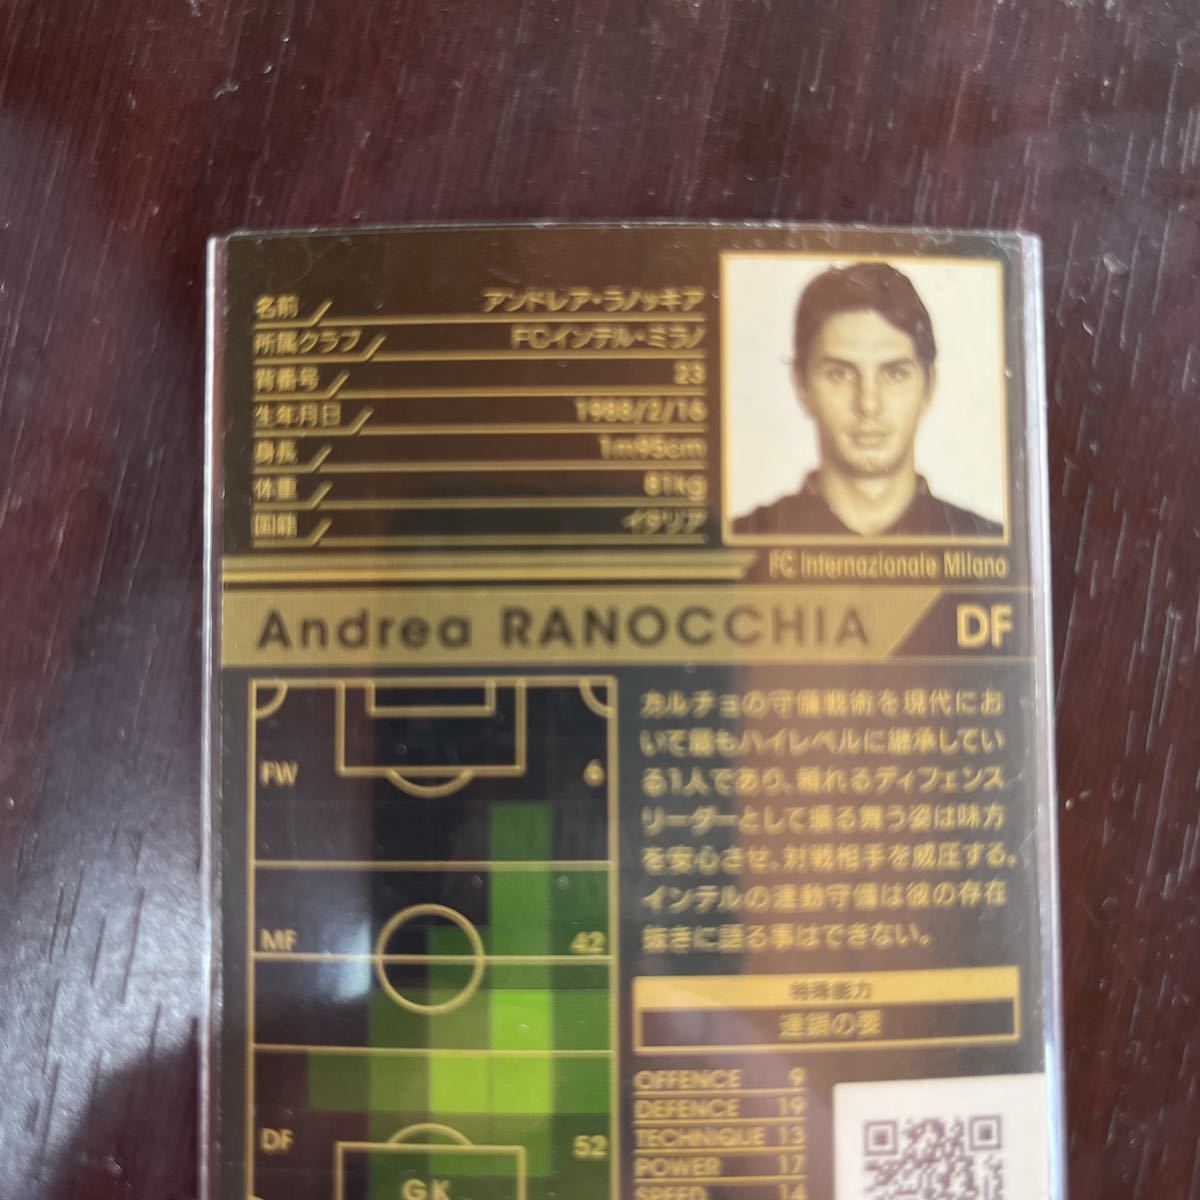 名前 アンドレア・ラノッキア
所属クラブ FCインテル・ミラノ
背番号 23
生年月日 1988/2/16
身長 1m95cm
体重 81kg
国籍 イタリア
FC Internazionale Milano
Andrea RANOCCHIA DF
カルチョの守備戦術を現代にお
いて最もハイレベルに継承してい
る1人であり、頼れるディフェンス
リーダーとして振る舞う姿は味方
を安心させ、対戦相手を威圧する。
インテルの連動守備は彼の存在
抜きに語る事はできない。
FW 6
MF 42
DF 52
GK
特殊能力
連鎖の要
OFFENCE 9
DEFENCE 19
TECHNIQUE 13
POWER 17
SPEED 14